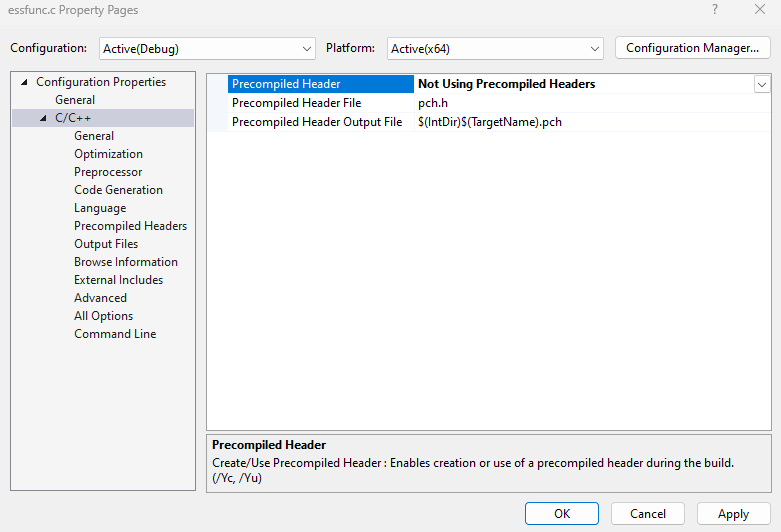 essfunc.c Property Pages ? ×
Configuration: Active(Debug) Platform: Active(x64) Configuration Manager...
Configuration Properties
General
C/C++
General
Optimization
Preprocessor
Code Generation
Language
Precompiled Headers
Output Files
Browse Information
External Includes
Advanced
All Options
Command Line
Precompiled Header Not Using Precompiled Headers
Precompiled Header File pch.h
Precompiled Header Output File $(IntDir)$(TargetName).pch
Precompiled Header
Create/Use Precompiled Header : Enables creation or use of a precompiled header during the build.
(/Yc, /Yu)
OK Cancel Apply